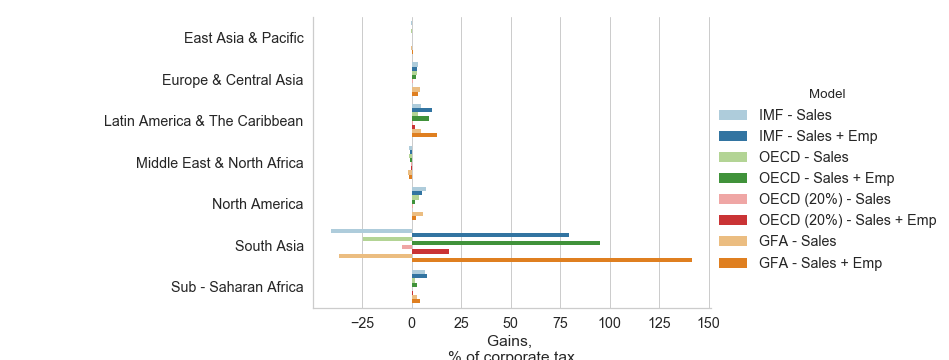 East Asia & Pacific
Europe & Central Asia
Latin America & The Caribbean
Middle East & North Africa
North America
South Asia
Sub - Saharan Africa
−25 0 25 50 75 100 125 150
Gains,
% of corporate tax
Model
IMF - Sales
IMF - Sales + Emp
OECD - Sales
OECD - Sales + Emp
OECD (20%) - Sales
OECD (20%) - Sales + Emp
GFA - Sales
GFA - Sales + Emp